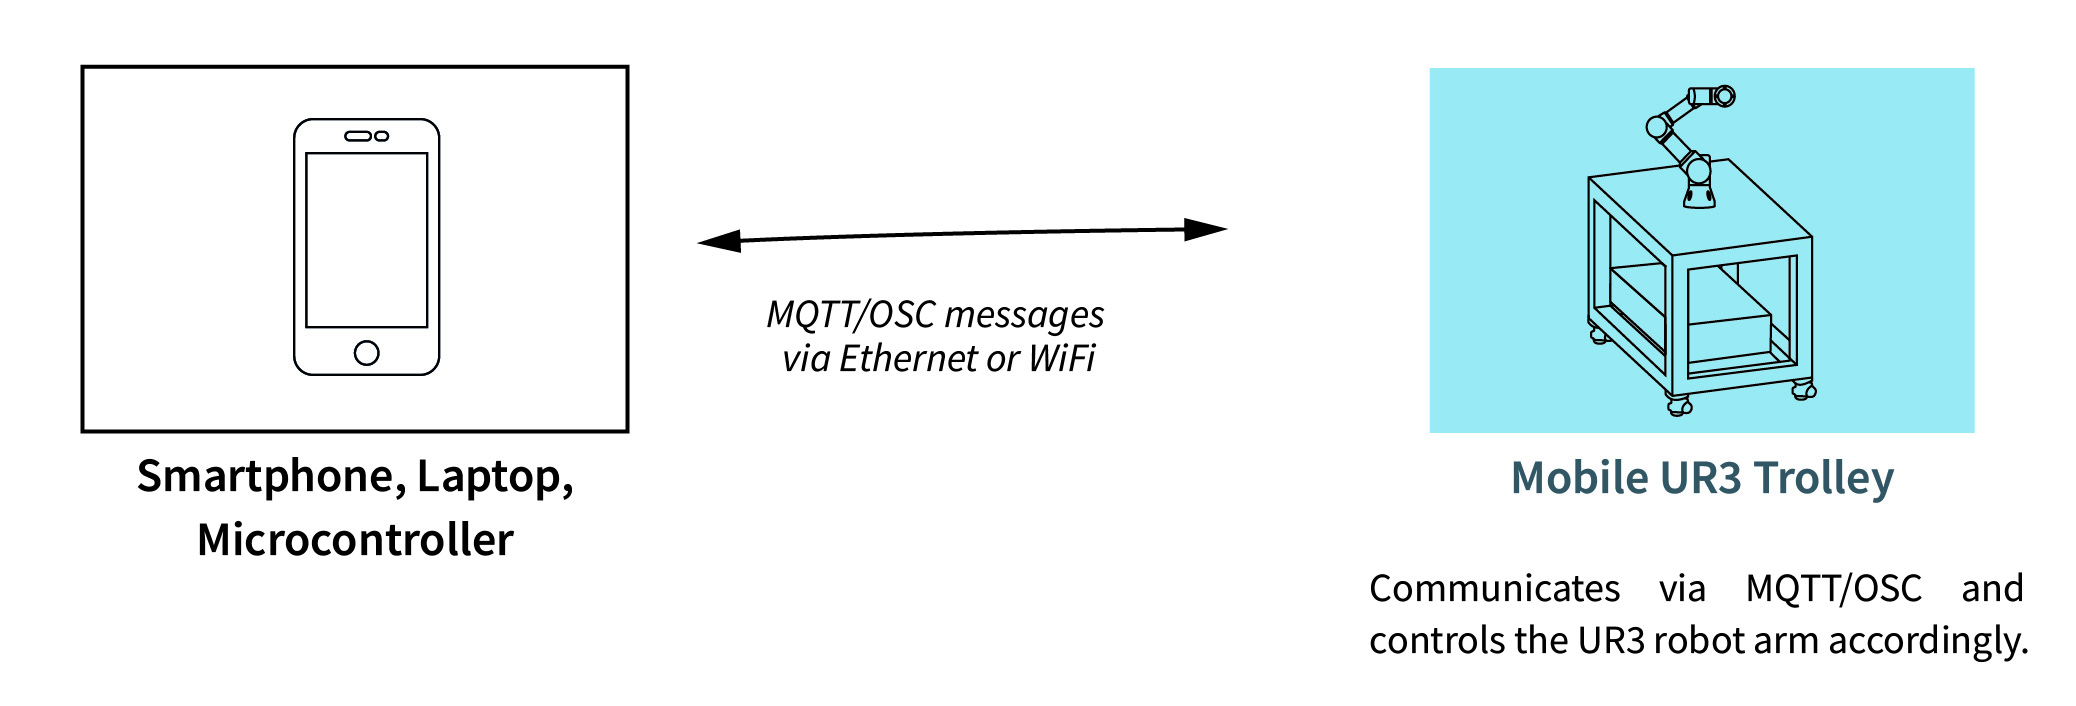 MQTT/OSC messages
via Ethernet or WiFi
Smartphone, Laptop,
Microcontroller
Mobile UR3 Trolley
Communicates via MQTT/OSC and
controls the UR3 robot arm accordingly.